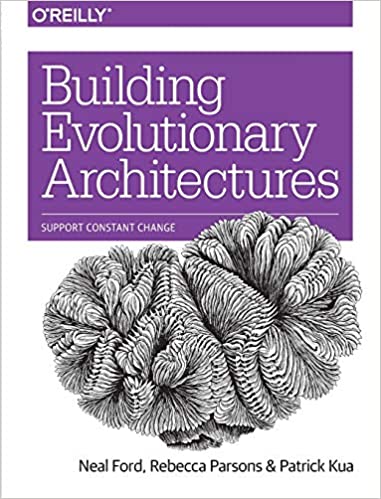 O'REILLY®
Building
Evolutionary
Architectures
SUPPORT CONSTANT CHANGE
Neal Ford, Rebecca Parsons & Patrick Kua